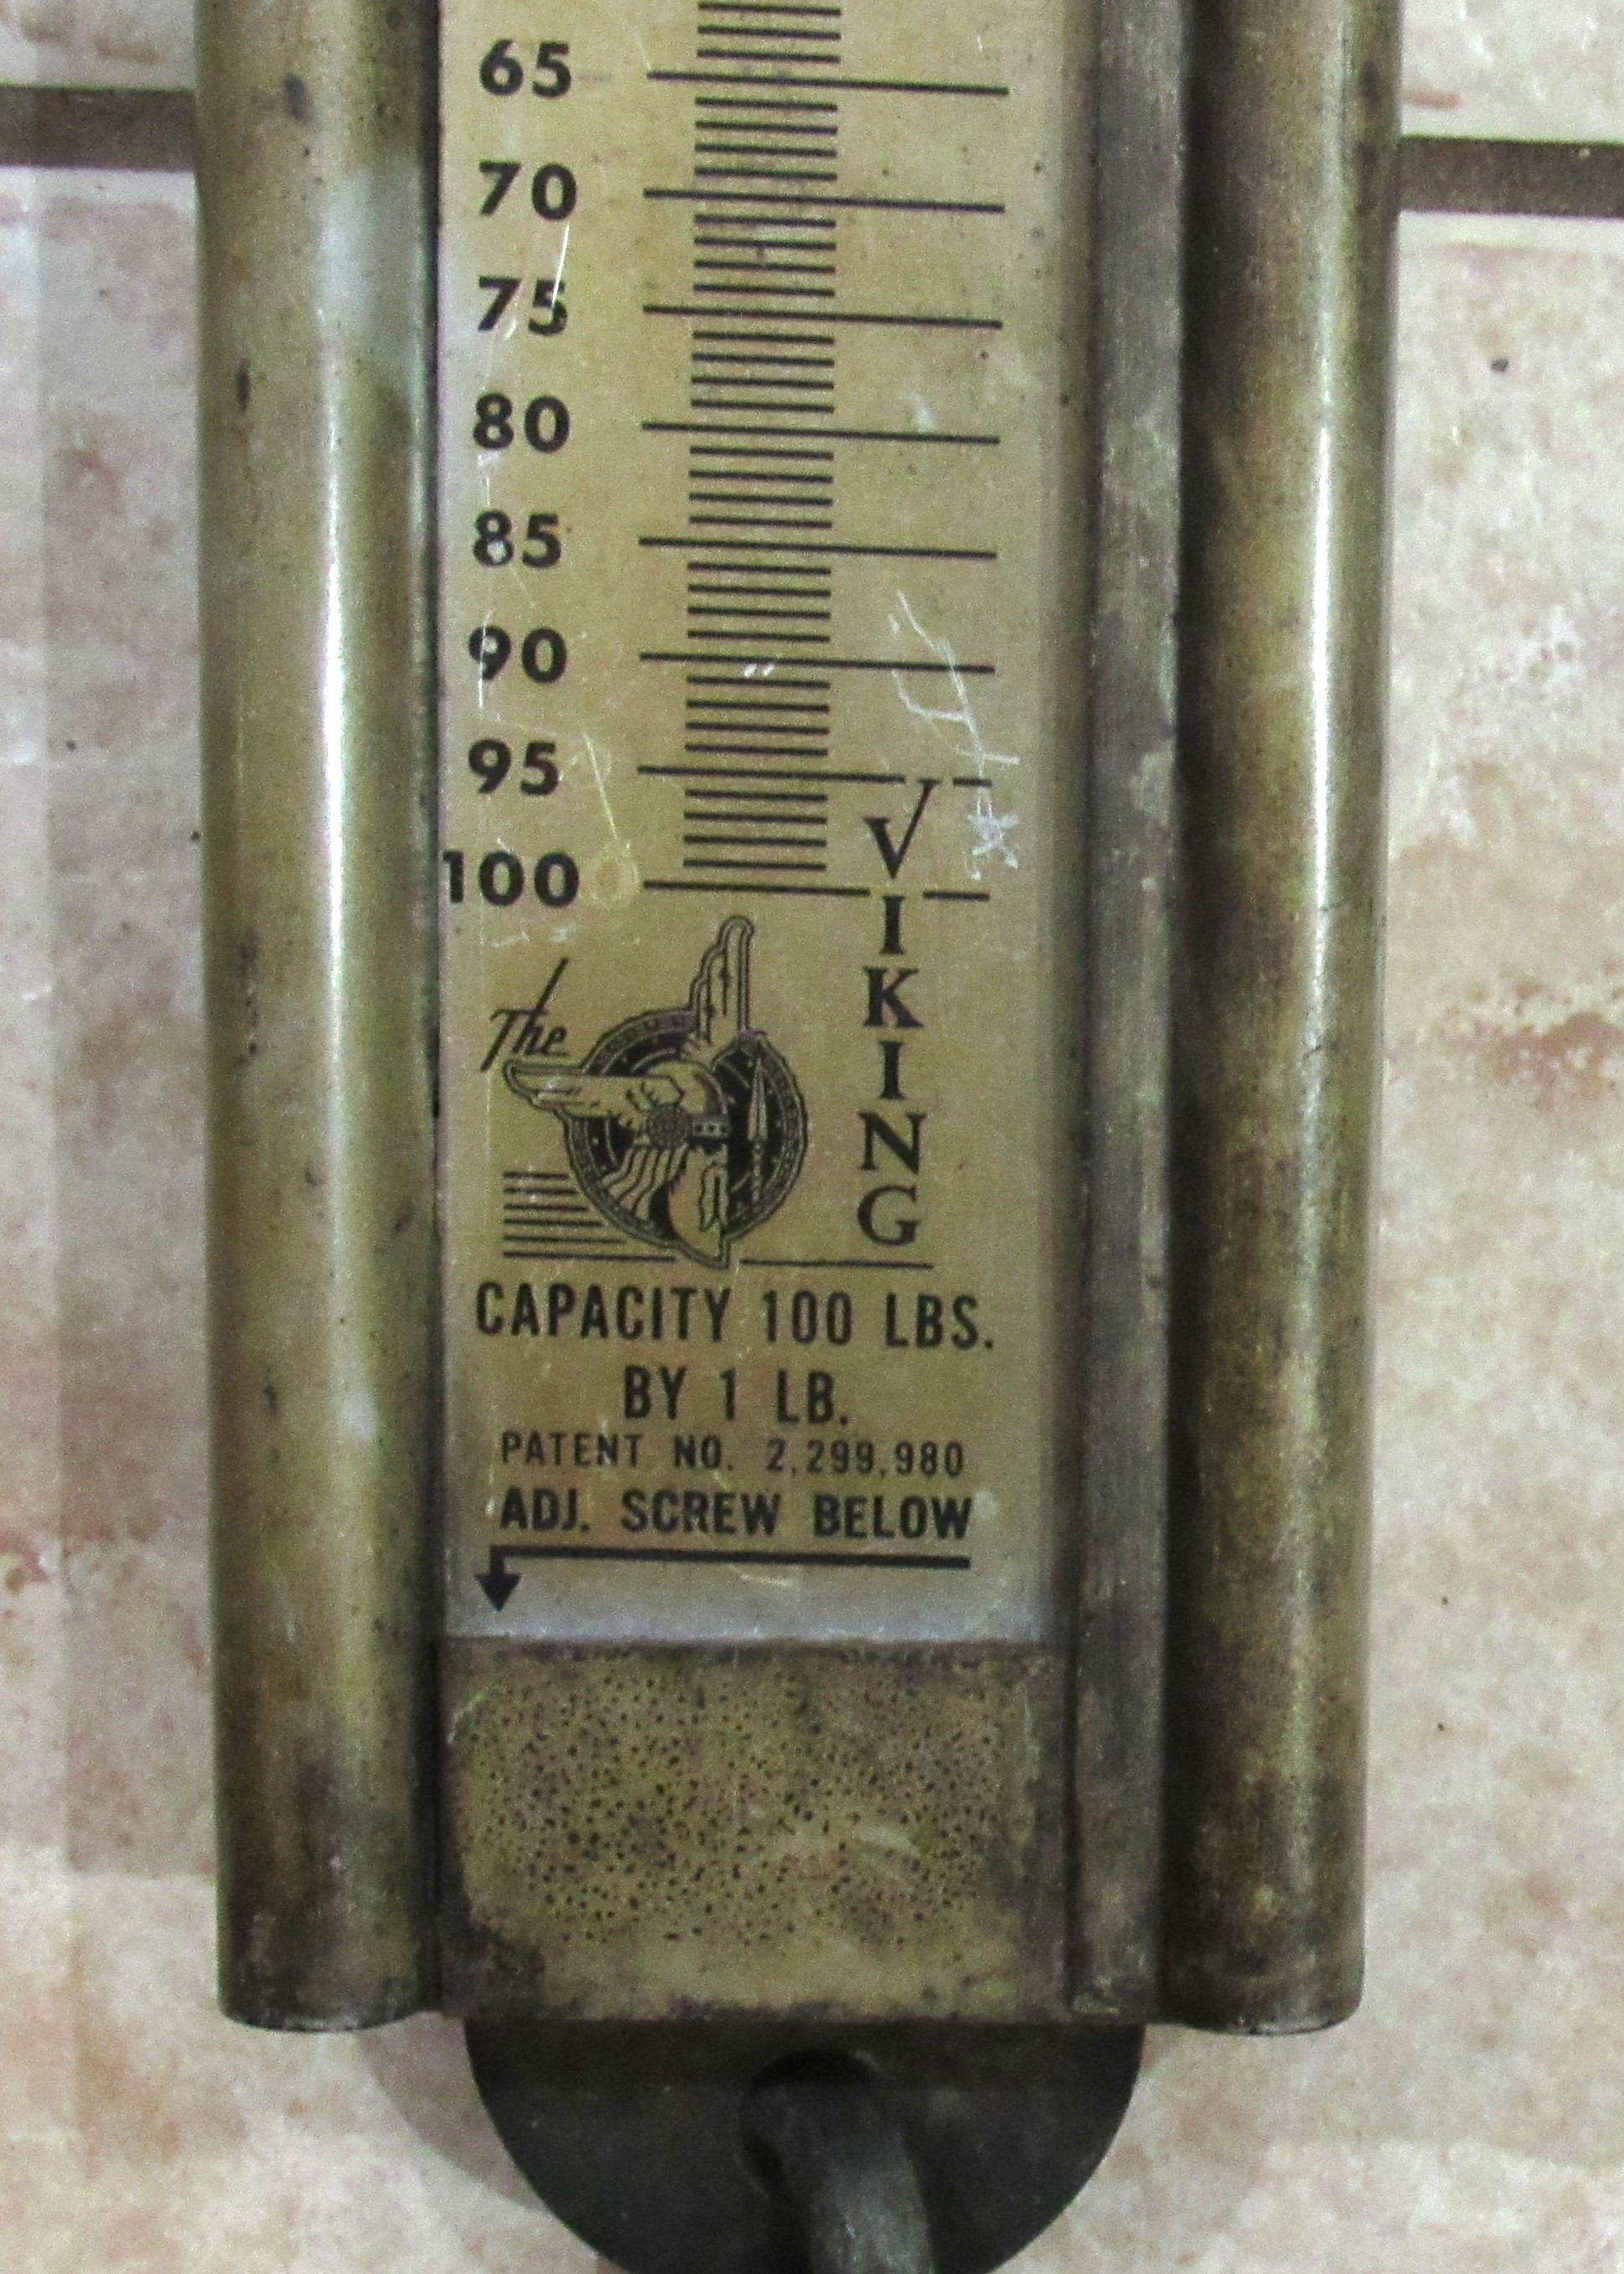 65
70
75
80
85
90
95
100
The
VIKING
CAPACITY 100 LBS.
BY 1 LB.
PATENT NO. 2,299,980
ADJ. SCREW BELOW